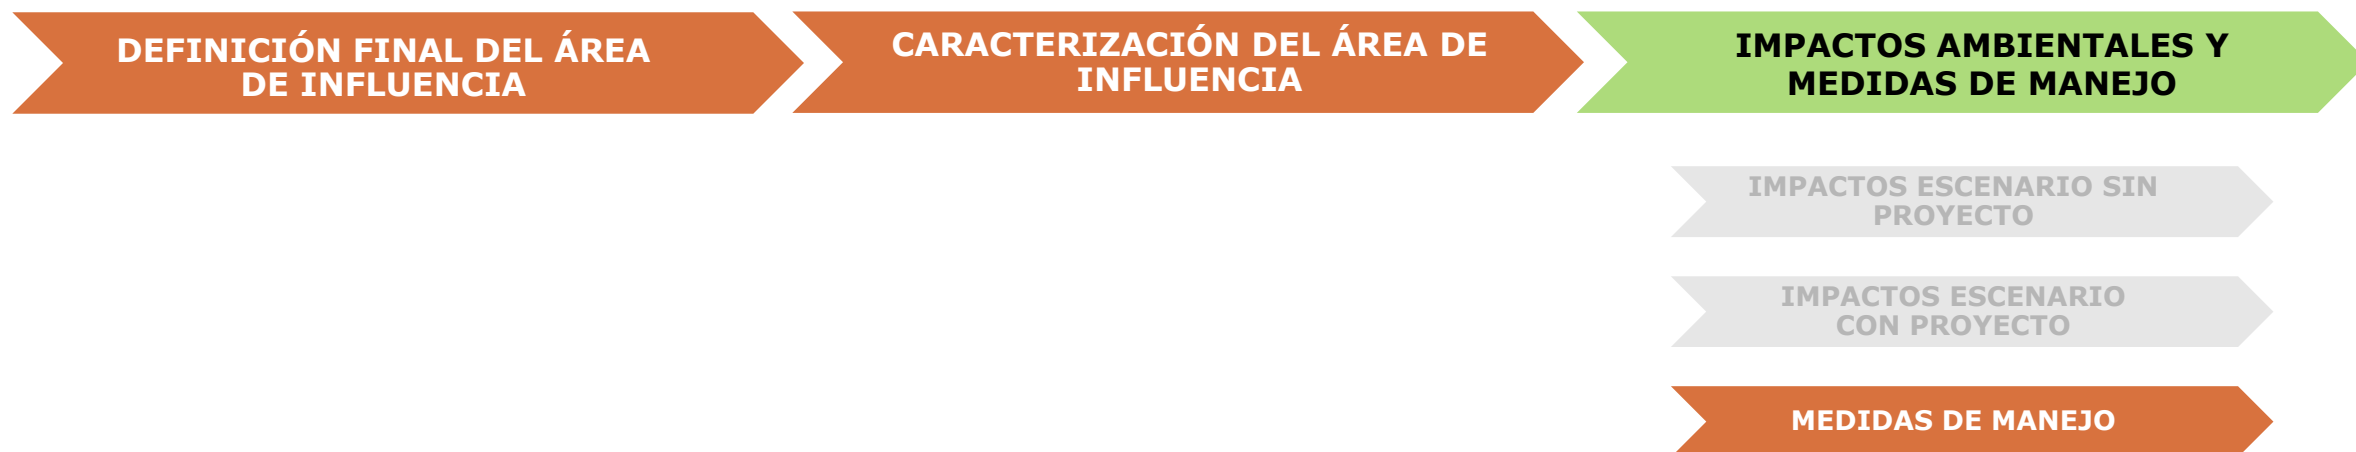 DEFINICIÓN FINAL DEL ÁREA
DE INFLUENCIA
CARACTERIZACIÓN DEL ÁREA DE
INFLUENCIA
IMPACTOS AMBIENTALES Y
MEDIDAS DE MANEJO
IMPACTOS ESCENARIO SIN
PROYECTO
IMPACTOS ESCENARIO
CON PROYECTO
MEDIDAS DE MANEJO